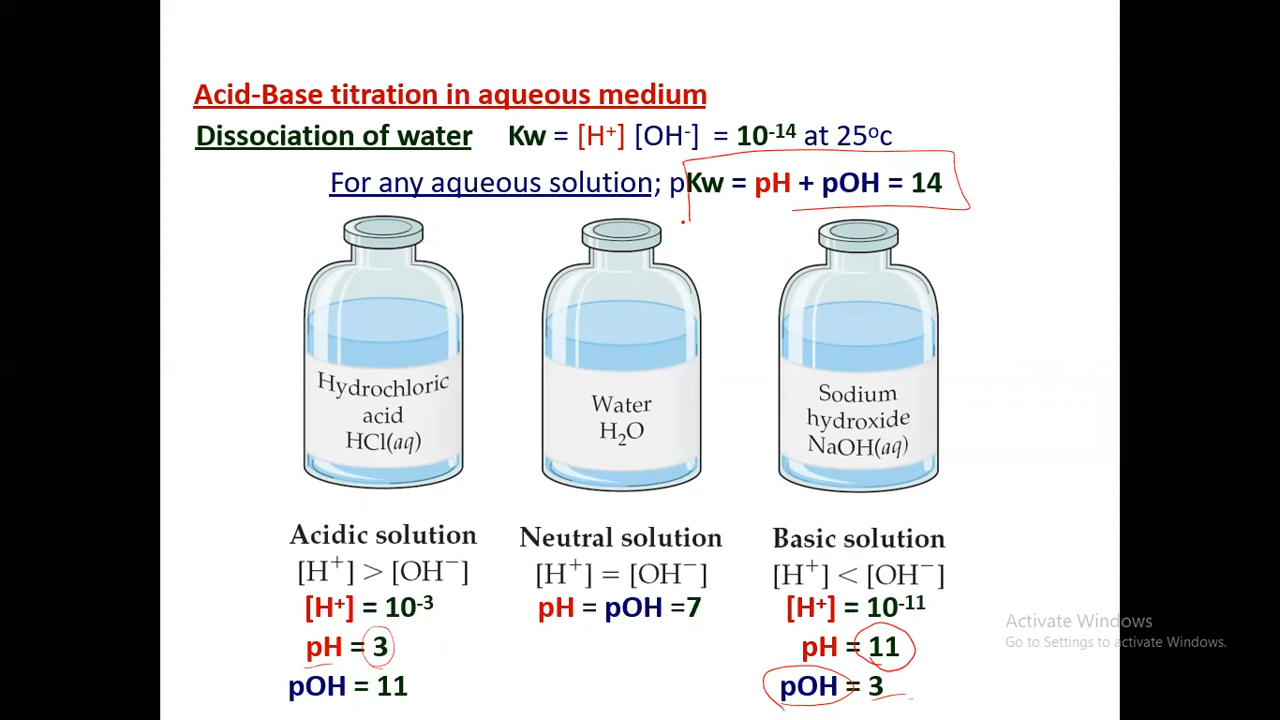 Acid-Base titration in aqueous medium
Dissociation of water Kw = [H⁺] [OH⁻] = 10⁻¹⁴ at 25ºc
For any aqueous solution; pKw = pH + pOH = 14
Hydrochloric
acid
HCl(aq)
Water
H₂O
Sodium
hydroxide
NaOH(aq)
Acidic solution
[H⁺] > [OH⁻]
[H⁺] = 10⁻³
pH = 3
pOH = 11
Neutral solution
[H⁺] = [OH⁻]
pH = pOH =7
Basic solution
[H⁺] < [OH⁻]
[H⁺] = 10⁻¹¹
pH = 11
pOH = 3
Activate Windows
Go to Settings to activate Windows.